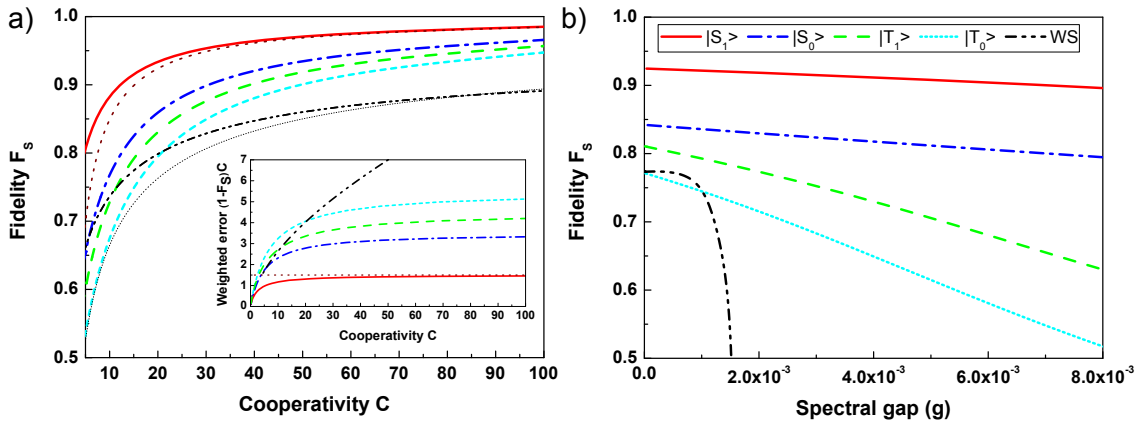 a)
Fidelity F_S
1.0
0.9
0.8
0.7
0.6
0.5
10 20 30 40 50 60 70 80 90 100
Cooperativity C
Weighted error (1-F_S)C
7
6
5
4
3
2
1
0
0 10 20 30 40 50 60 70 80 90 100
Cooperativity C
b)
Fidelity F_S
1.0
0.9
0.8
0.7
0.6
0.5
|S_1> |S_0> |T_1> |T_0> WS
0.0 2.0x10^-3 4.0x10^-3 6.0x10^-3 8.0x10^-3
Spectral gap (g)